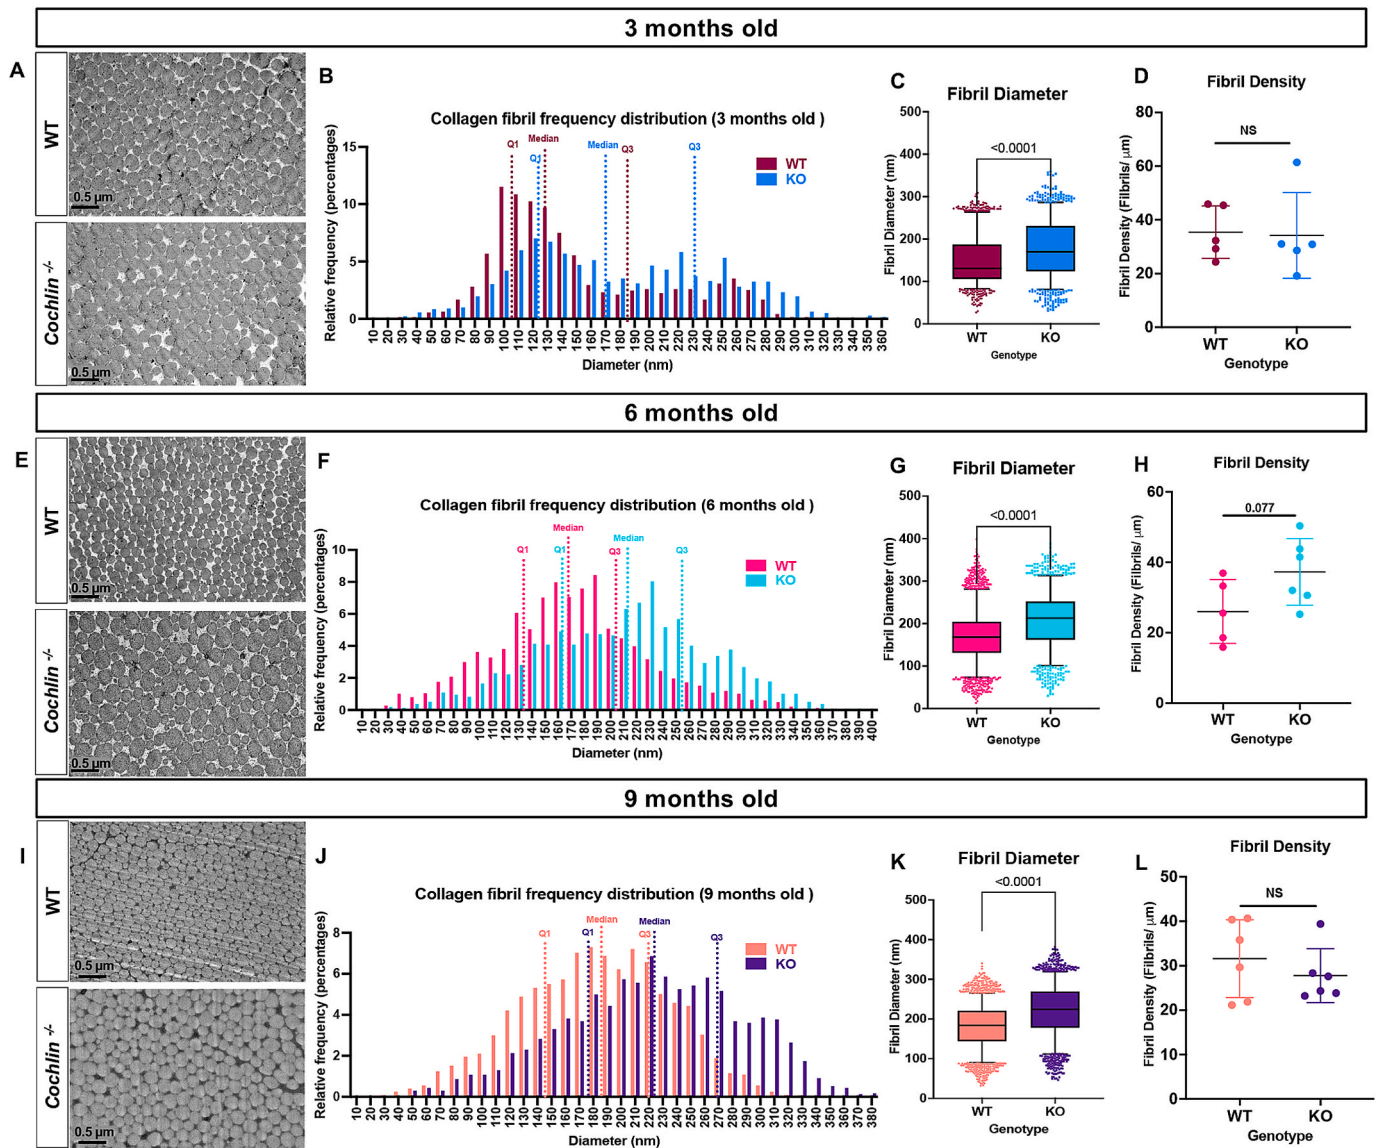 3 months old
A
WT
0.5 µm
Cochlin -/-
0.5 µm
B
Collagen fibril frequency distribution (3 months old )
Relative frequency (percentages)
15
10
5
0
Q1
Median
Q1
Median
Q3
Q3
WT
KO
10 20 30 40 50 60 70 80 90 100 110 120 130 140 150 160 170 180 190 200 210 220 230 240 250 260 270 280 290 300 310 320 330 340 350 360
Diameter (nm)
C
Fibril Diameter
Fibril Diameter (nm)
500
400
300
200
100
0
<0.0001
WT KO
Genotype
D
Fibril Density
Fibril Density (Filbrils/ µm)
80
60
40
20
0
NS
WT KO
Genotype
6 months old
E
WT
0.5 µm
Cochlin -/-
0.5 µm
F
Collagen fibril frequency distribution (6 months old )
Relative frequency (percentages)
10
8
6
4
2
0
Q1
Q1
Median
Q3
Median
Q3
WT
KO
10 20 30 40 50 60 70 80 90 100 110 120 130 140 150 160 170 180 190 200 210 220 230 240 250 260 270 280 290 300 310 320 330 340 350 360 370 380 390 400
Diameter (nm)
G
Fibril Diameter
Fibril Diameter (nm)
500
400
300
200
100
0
<0.0001
WT KO
Genotype
H
Fibril Density
Fibril Density (Filbrils/ µm)
60
40
20
0
0.077
WT KO
Genotype
9 months old
I
WT
0.5 µm
Cochlin -/-
0.5 µm
J
Collagen fibril frequency distribution (9 months old )
Relative frequency (percentages)
8
6
4
2
0
Q1
Q1
Median
Q3
Median
Q3
WT
KO
10 20 30 40 50 60 70 80 90 100 110 120 130 140 150 160 170 180 190 200 210 220 230 240 250 260 270 280 290 300 310 320 330 340 350 360 370 380
Diameter (nm)
K
Fibril Diameter
Fibril Diameter (nm)
500
400
300
200
100
0
<0.0001
WT KO
Genotype
L
Fibril Density
Fibril Density (Filbrils/ µm)
50
40
30
20
10
0
NS
WT KO
Genotype